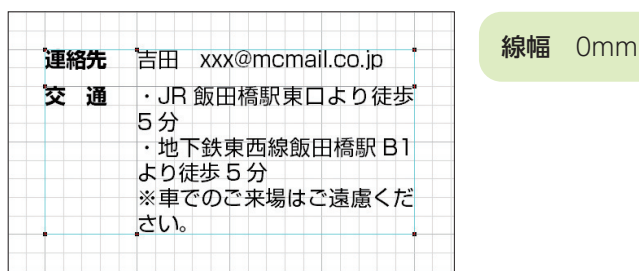 連絡先　吉田　xxx@mcmail.co.jp
交　通　・JR 飯田橋駅東口より徒歩
5 分
・地下鉄東西線飯田橋駅 B1
より徒歩 5 分
※車でのご来場はご遠慮くだ
さい。
線幅　0mm